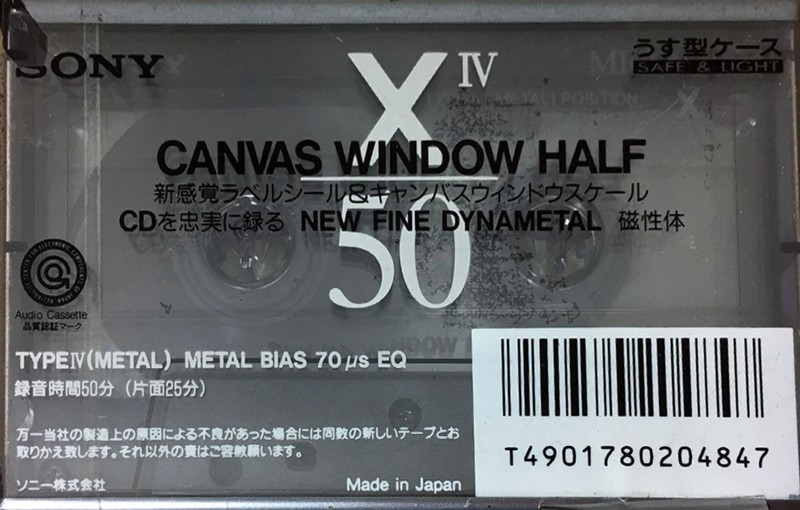 SONY
X IV
うす型ケース
SAFE & LIGHT
(METAL) POSITION
CANVAS WINDOW HALF
新感覚ラベルシール&キャンバスウィンドウスケール
CDを忠実に録る NEW FINE DYNAMETAL 磁性体
50
Audio Cassette
品質認証マーク
TYPEⅣ(METAL) METAL BIAS 70μs EQ
録音時間50分(片面25分)
万一当社の製造上の原因による不良があった場合には同数の新しいテープとお
取りかえ致します。それ以外の責はご容赦願います。
ソニー株式会社
Made in Japan
T4901780204847